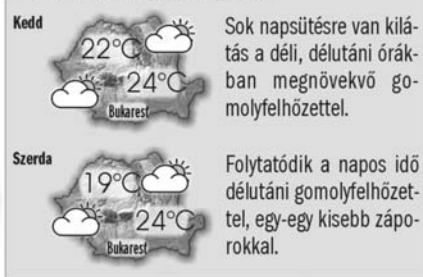 Kedd
22°C
24°C
Bukarest
Sok napsütésre van kilá-
tás a déli, délutáni órák-
ban megnövekvő go-
molyfelhőzettel.
Szerda
19°C
24°C
Bukarest
Folytatódik a napos idő
délutáni gomolyfelhőzet-
tel, egy-egy kisebb zápo-
rokkal.